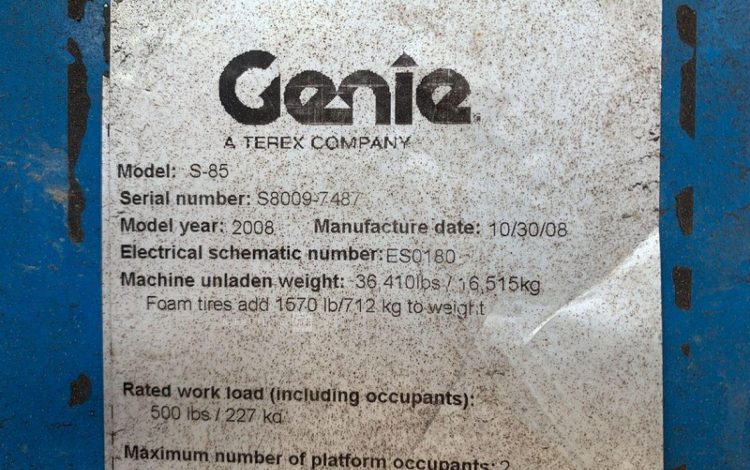 Genie
A TEREX COMPANY
Model: S-85
Serial number: S8009-7487
Model year: 2008 Manufacture date: 10/30/08
Electrical schematic number: ES0180
Machine unladen weight: 36,410lbs / 16,515kg
Foam tires add 1570 lb/712 kg to weight
Rated work load (including occupants):
500 lbs / 227 kg
Maximum number of platform occupants: 2